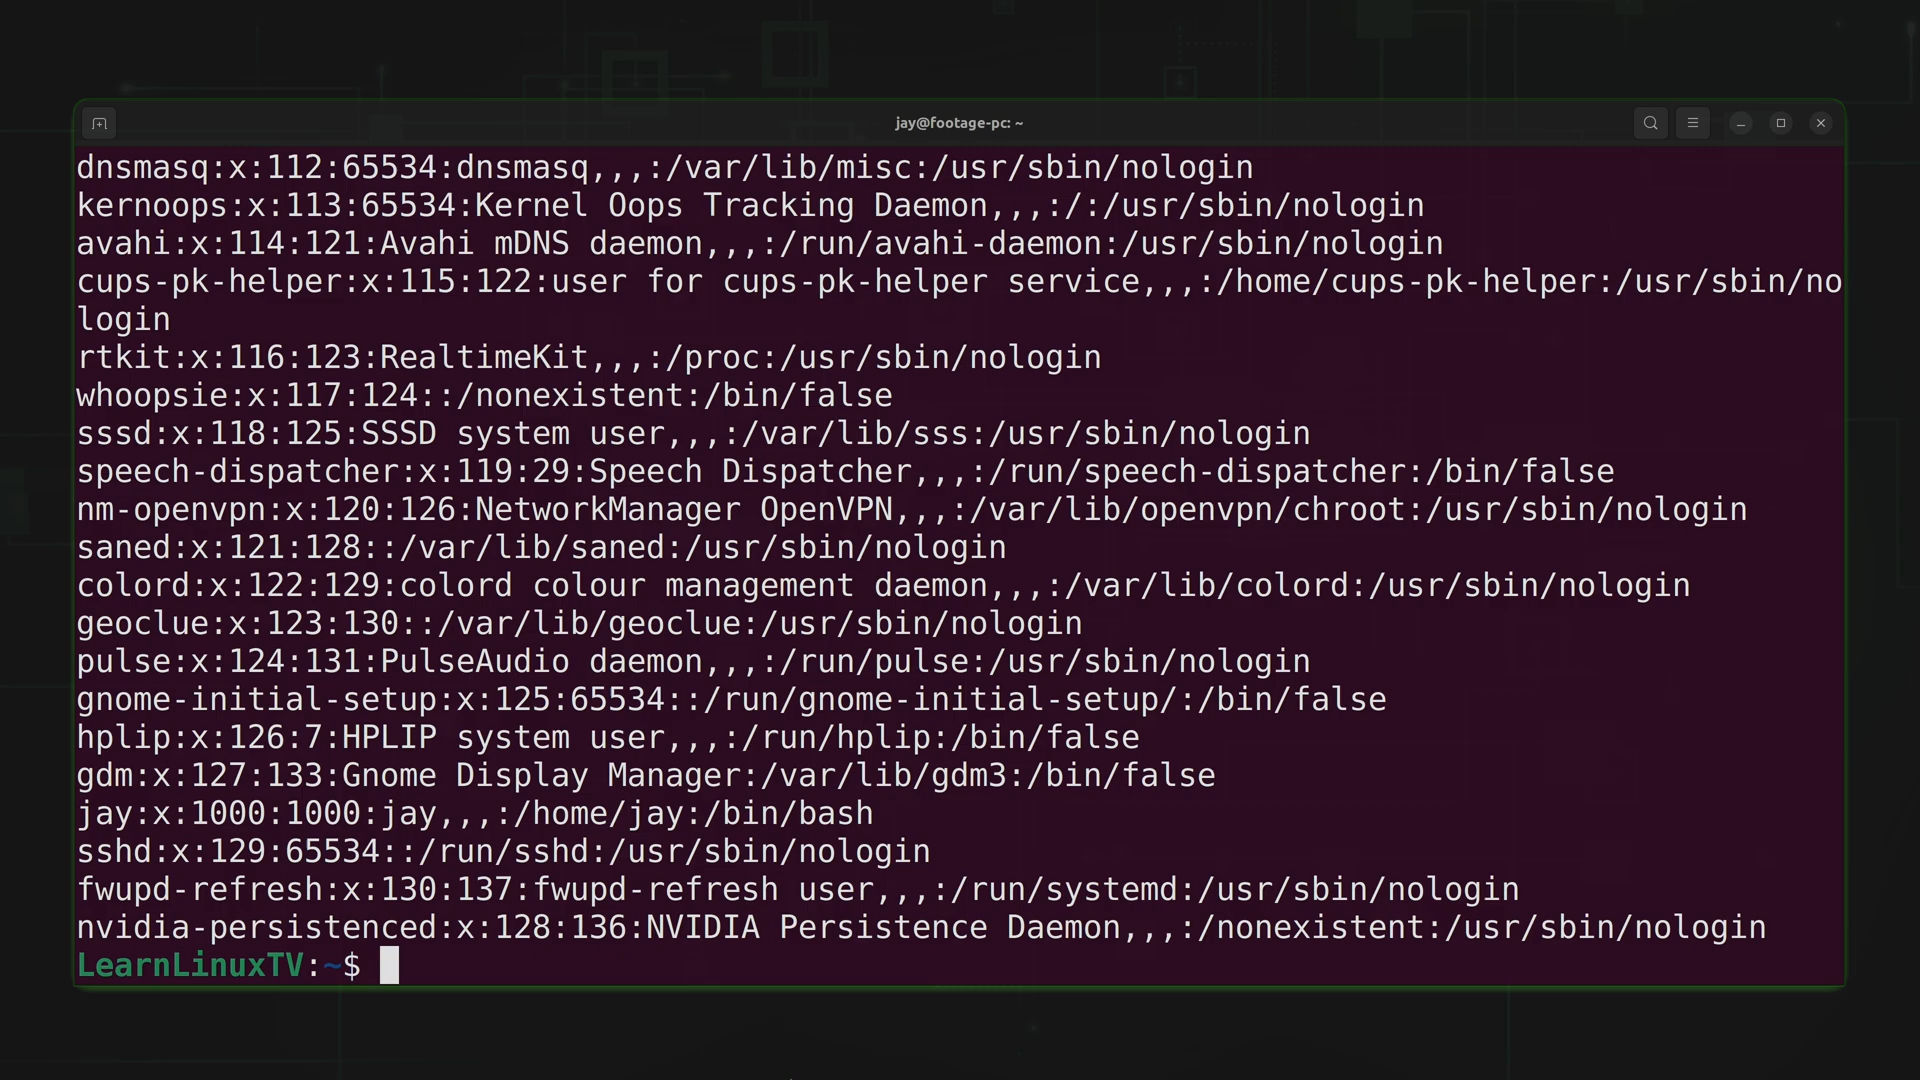 jay@footage-pc: ~
dnsmasq:x:112:65534:dnsmasq,,,:/var/lib/misc:/usr/sbin/nologin
kernoops:x:113:65534:Kernel Oops Tracking Daemon,,,:/:/usr/sbin/nologin
avahi:x:114:121:Avahi mDNS daemon,,,:/run/avahi-daemon:/usr/sbin/nologin
cups-pk-helper:x:115:122:user for cups-pk-helper service,,,:/home/cups-pk-helper:/usr/sbin/no
login
rtkit:x:116:123:RealtimeKit,,,:/proc:/usr/sbin/nologin
whoopsie:x:117:124::/nonexistent:/bin/false
sssd:x:118:125:SSSD system user,,,:/var/lib/sss:/usr/sbin/nologin
speech-dispatcher:x:119:29:Speech Dispatcher,,,:/run/speech-dispatcher:/bin/false
nm-openvpn:x:120:126:NetworkManager OpenVPN,,,:/var/lib/openvpn/chroot:/usr/sbin/nologin
saned:x:121:128::/var/lib/saned:/usr/sbin/nologin
colord:x:122:129:colord colour management daemon,,,:/var/lib/colord:/usr/sbin/nologin
geoclue:x:123:130::/var/lib/geoclue:/usr/sbin/nologin
pulse:x:124:131:PulseAudio daemon,,,:/run/pulse:/usr/sbin/nologin
gnome-initial-setup:x:125:65534::/run/gnome-initial-setup/:/bin/false
hplip:x:126:7:HPLIP system user,,,:/run/hplip:/bin/false
gdm:x:127:133:Gnome Display Manager:/var/lib/gdm3:/bin/false
jay:x:1000:1000:jay,,,:/home/jay:/bin/bash
sshd:x:129:65534::/run/sshd:/usr/sbin/nologin
fwupd-refresh:x:130:137:fwupd-refresh user,,,:/run/systemd:/usr/sbin/nologin
nvidia-persistenced:x:128:136:NVIDIA Persistence Daemon,,,:/nonexistent:/usr/sbin/nologin
LearnLinuxTV:~$